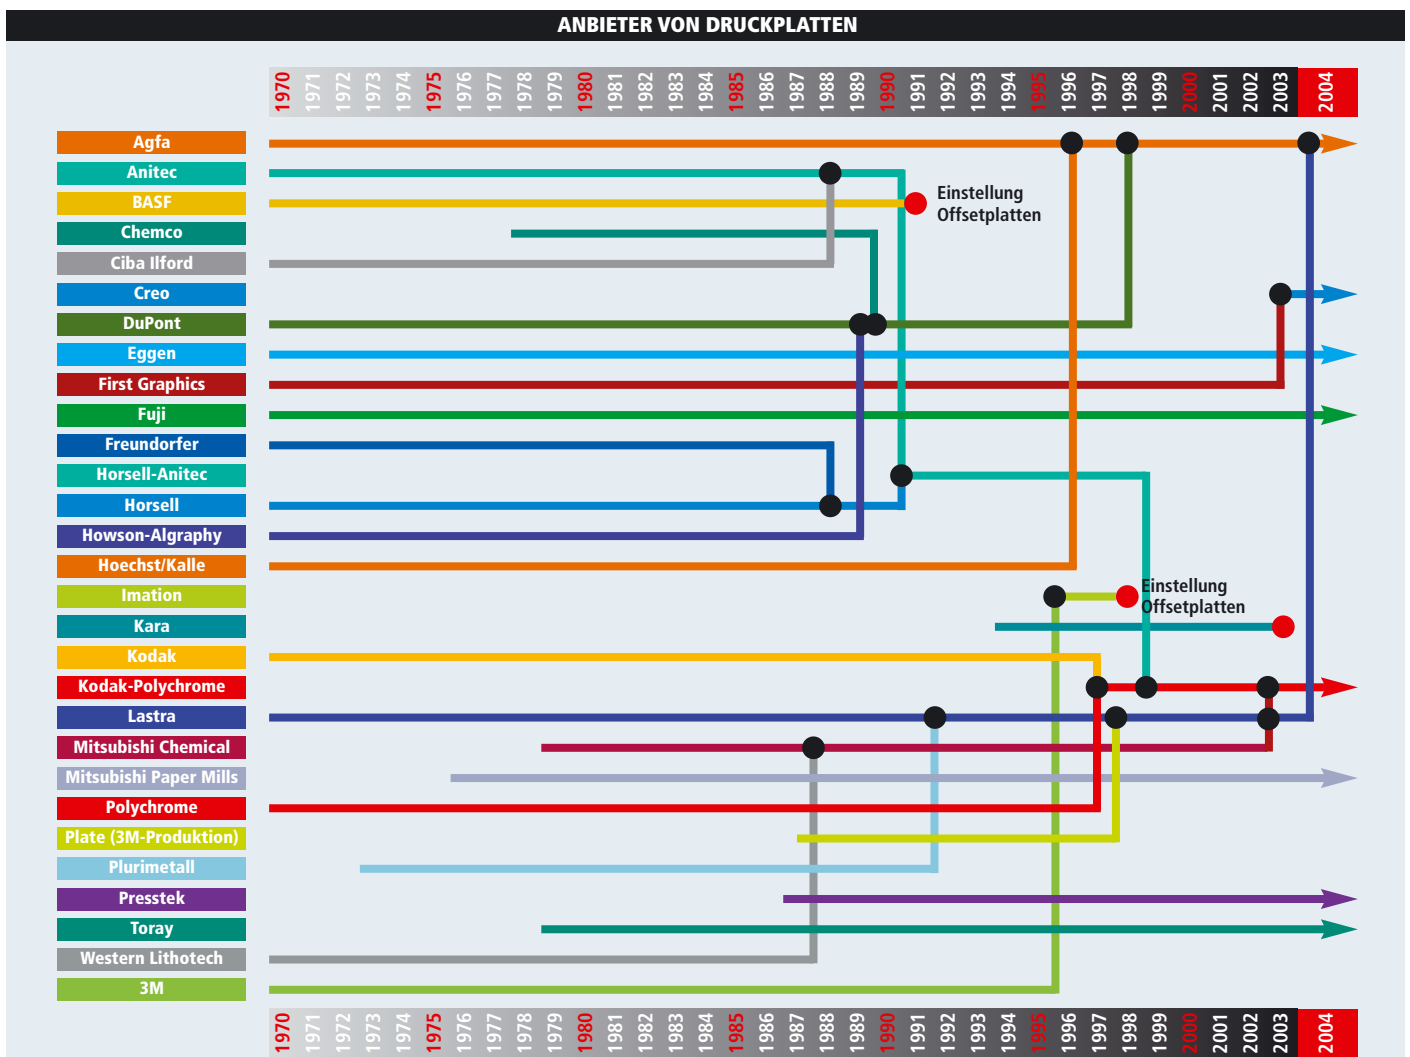 ANBIETER VON DRUCKPLATTEN
1970 1971 1972 1973 1974 1975 1976 1977 1978 1979 1980 1981 1982 1983 1984 1985 1986 1987 1988 1989 1990 1991 1992 1993 1994 1995 1996 1997 1998 1999 2000 2001 2002 2003 2004
Agfa
Anitec
BASF
Einstellung
Offsetplatten
Chemco
Ciba Ilford
Creo
DuPont
Eggen
First Graphics
Fuji
Freundorfer
Horsell-Anitec
Horsell
Howson-Algraphy
Hoechst/Kalle
Imation
Einstellung
Offsetplatten
Kara
Kodak
Kodak-Polychrome
Lastra
Mitsubishi Chemical
Mitsubishi Paper Mills
Polychrome
Plate (3M-Produktion)
Plurimetall
Presstek
Toray
Western Lithotech
3M
1970 1971 1972 1973 1974 1975 1976 1977 1978 1979 1980 1981 1982 1983 1984 1985 1986 1987 1988 1989 1990 1991 1992 1993 1994 1995 1996 1997 1998 1999 2000 2001 2002 2003 2004